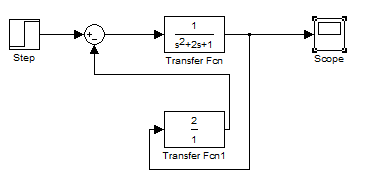 +
-
1
s²+2s+1
Step
Transfer Fcn
Scope
2
1
Transfer Fcn1